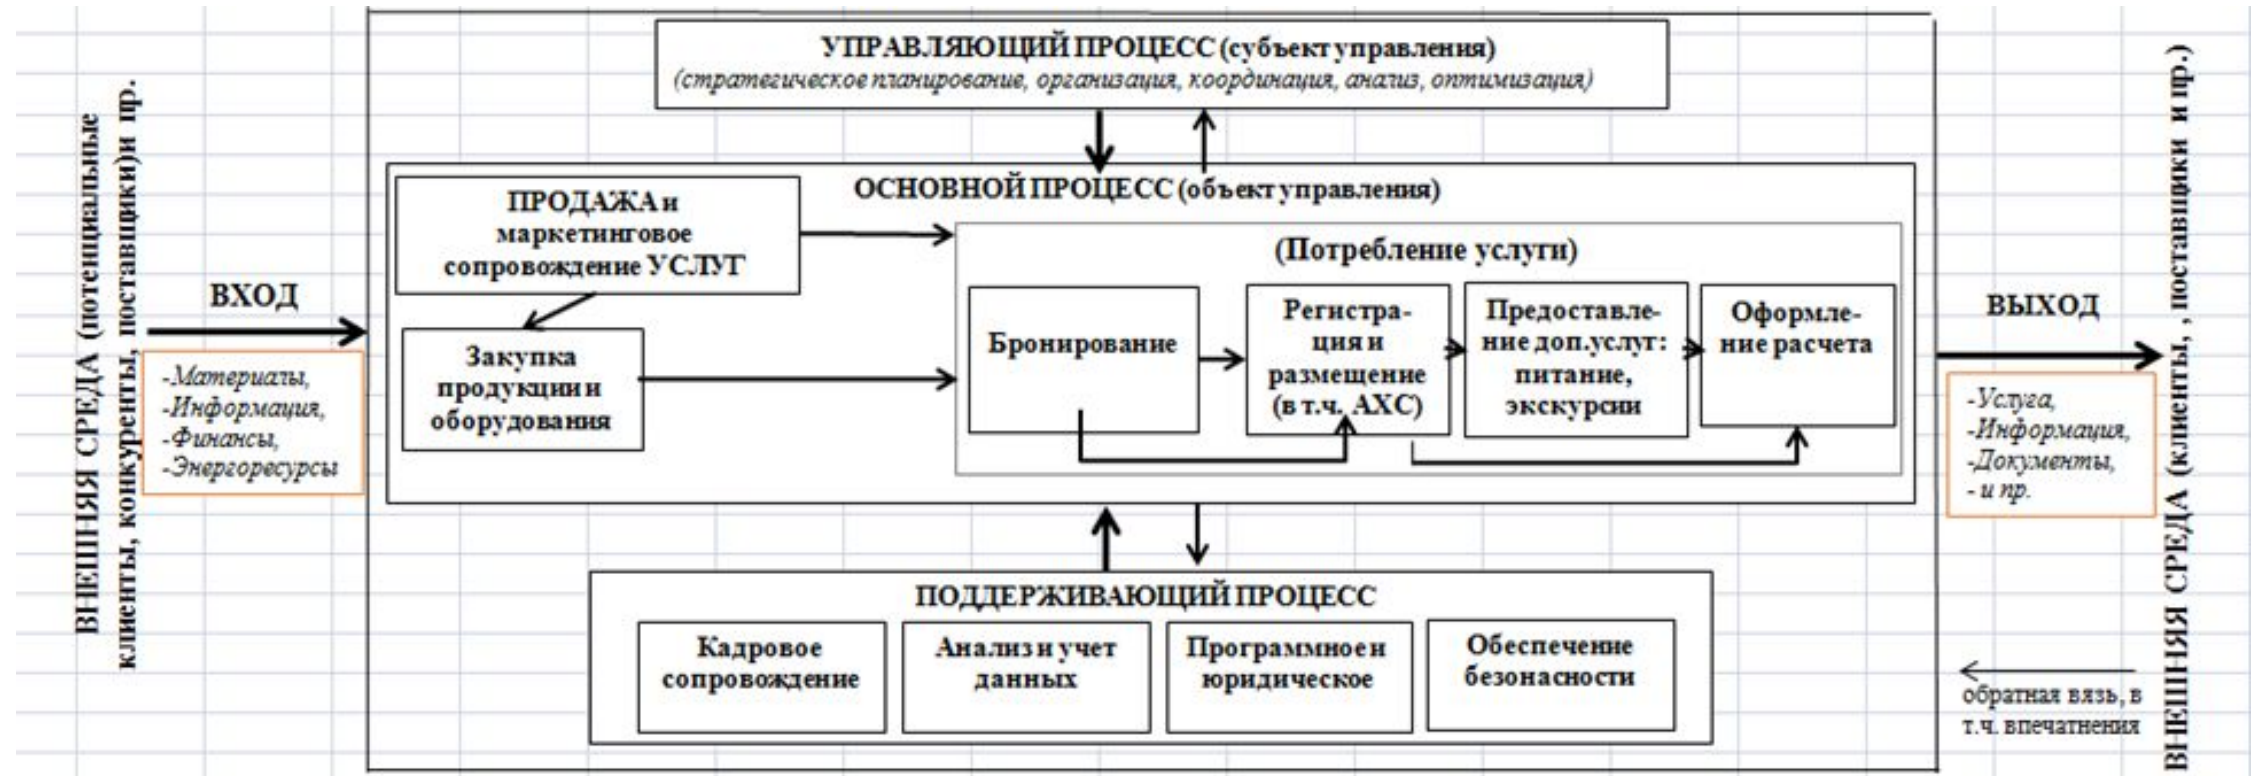 УПРАВЛЯЮЩИЙ ПРОЦЕСС (субъект управления)
(стратегическое планирование, организация, координация, анализ, оптимизация)
ВНЕШНЯЯ СРЕДА (потенциальные
клиенты, конкуренты, поставщики)и пр.
ВХОД
-Материалы,
-Информация,
-Финансы,
-Энергоресурсы
ОСНОВНОЙ ПРОЦЕСС (объект управления)
ПРОДАЖА и
маркетинговое
сопровождение УСЛУГ
Закупка
продукции и
оборудования
(Потребление услуги)
Бронирование
Регистра-
ция и
размещение
(в т.ч. АХС)
Предоставле-
ние доп.услуг:
питание,
экскурсии
Оформле-
ние расчета
ПОДДЕРЖИВАЮЩИЙ ПРОЦЕСС
Кадровое
сопровождение
Анализ и учет
данных
Программное и
юридическое
Обеспечение
безонасности
ВЫХОД
-Услуга,
-Информация,
-Документы,
- и пр.
обратная вязь, в
т.ч. впечатнения
ВНЕШНЯЯ СРЕДА (клиенты, , поставщики и пр.)